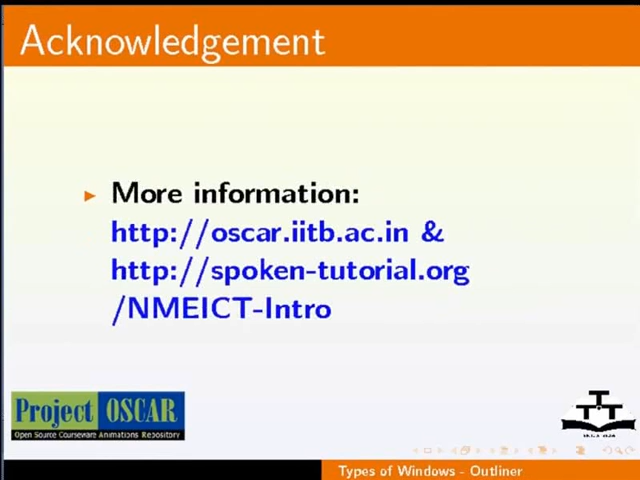 Acknowledgement
More information:
http://oscar.iitb.ac.in &
http://spoken-tutorial.org
/NMEICT-Intro
Project OSCAR
Open Source Courseware Animations Repository
Types of Windows - Outliner